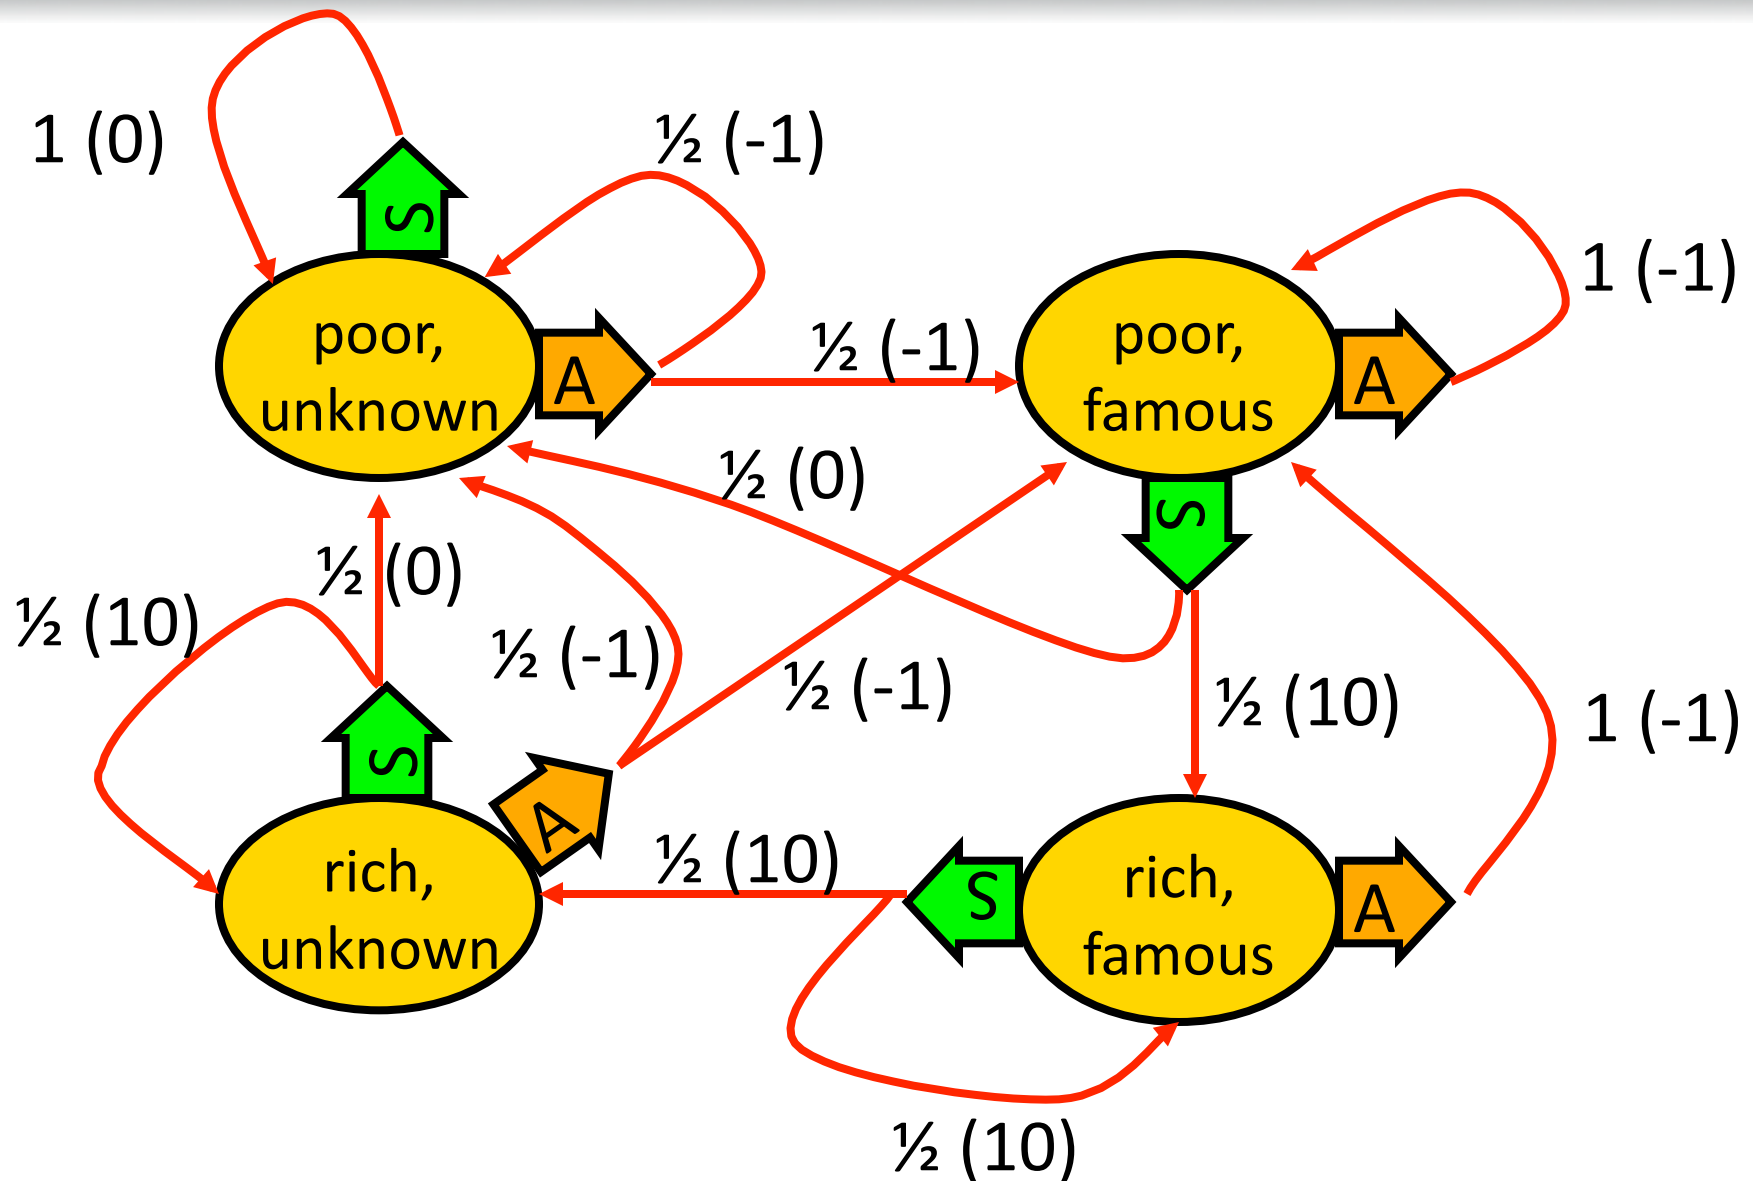 1 (0)
½ (-1)
S
1 (-1)
poor,
unknown
A
½ (-1)
poor,
famous
A
½ (0)
S
½ (0)
½ (10)
½ (-1)
½ (-1)
½ (10)
1 (-1)
S
A
½ (10)
rich,
unknown
S
rich,
famous
A
½ (10)